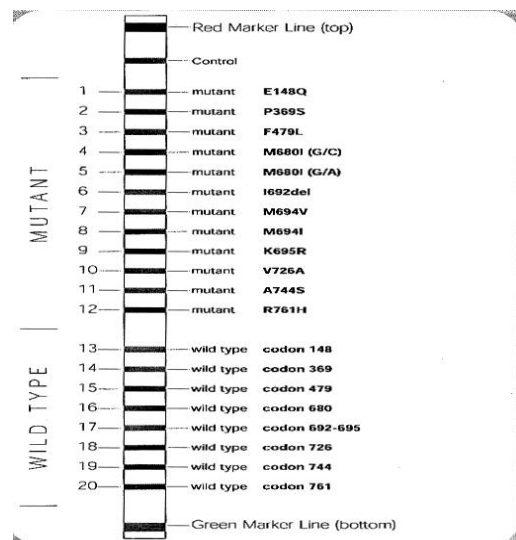 Red Marker Line (top)
Control
1 mutant E148Q
2 mutant P369S
3 mutant F479L
4 mutant M680I (G/C)
5 mutant M680I (G/A)
6 mutant I692del
7 mutant M694V
8 mutant M694I
9 mutant K695R
10 mutant V726A
11 mutant A744S
12 mutant R761H
MUTANT
13 wild type codon 148
14 wild type codon 369
15 wild type codon 479
16 wild type codon 680
17 wild type codon 692-695
18 wild type codon 726
19 wild type codon 744
20 wild type codon 761
WILD TYPE
Green Marker Line (bottom)